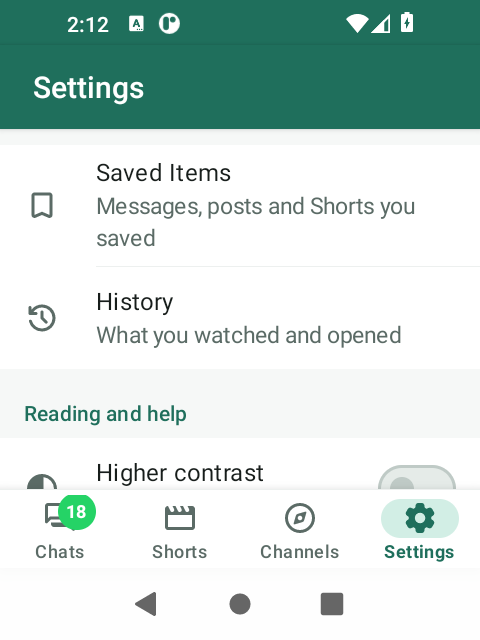 2:12
Settings
Saved Items
Messages, posts and Shorts you
saved
History
What you watched and opened
Reading and help
Higher contrast
18
Chats
Shorts
Channels
Settings